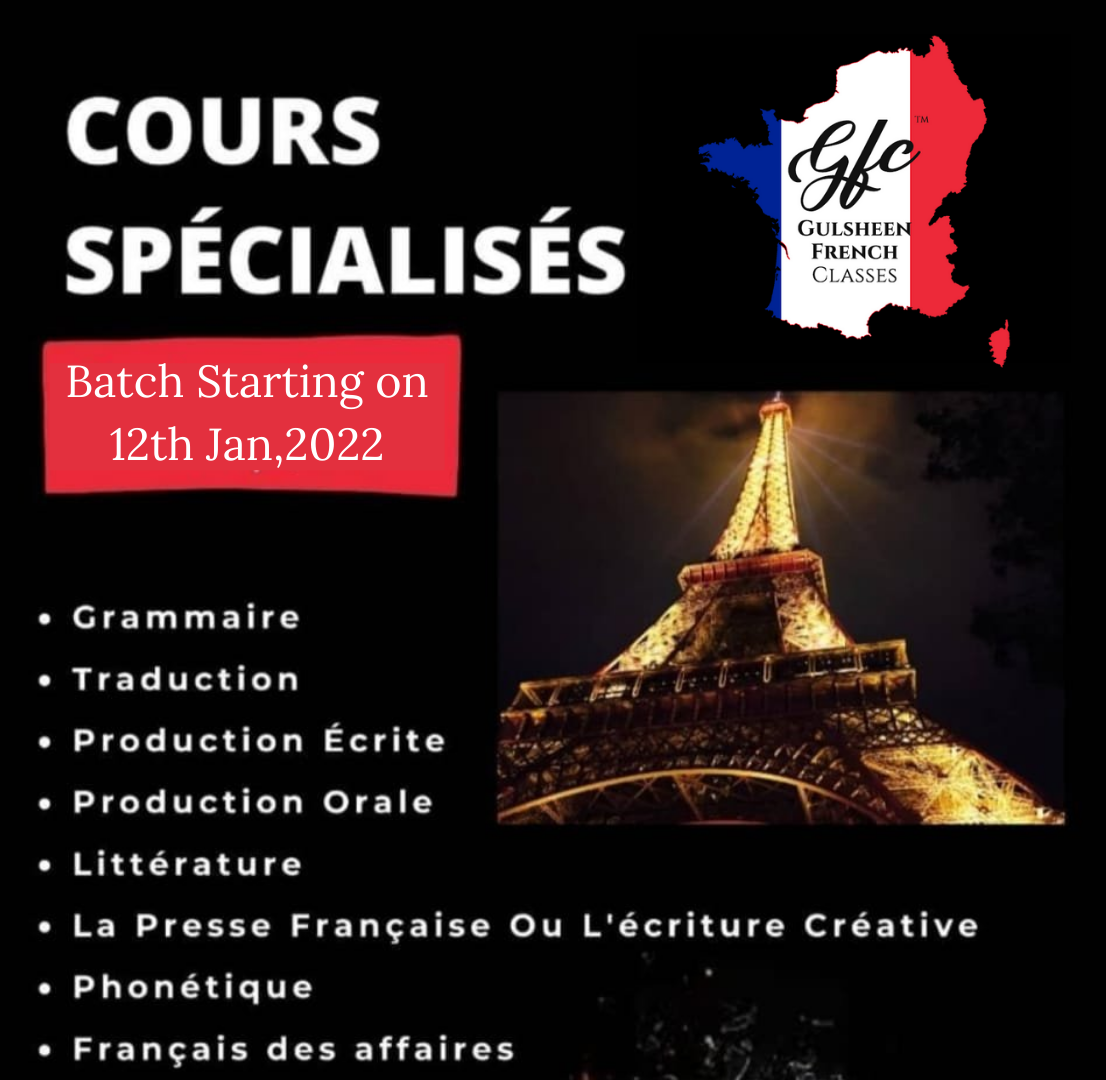 COURS
SPÉCIALISÉS
Gfc ™
GULSHEEN
FRENCH
CLASSES
Batch Starting on
12th Jan,2022
• Grammaire
• Traduction
• Production Écrite
• Production Orale
• Littérature
• La Presse Française Ou L'écriture Créative
• Phonétique
• Français des affaires